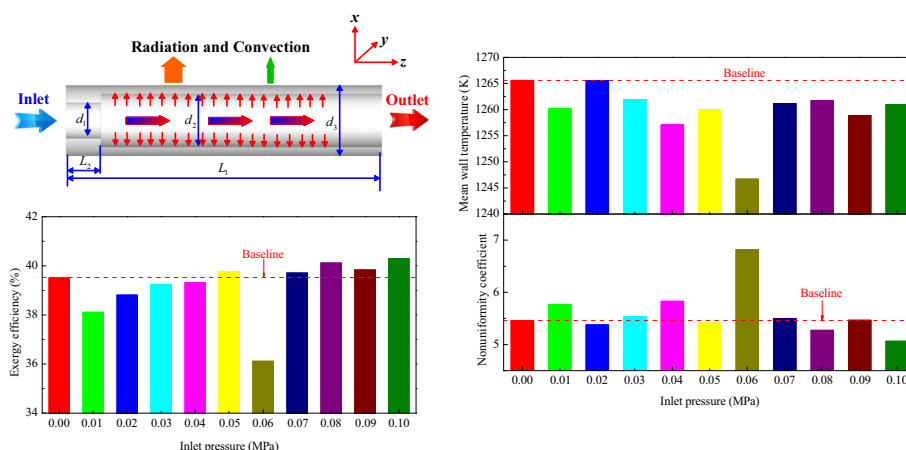 Radiation and Convection
x
y
z
Inlet
Outlet
d1
d2
d3
L2
L1
42
40
38
36
34
Exergy efficiency (%)
Baseline
0.00 0.01 0.02 0.03 0.04 0.05 0.06 0.07 0.08 0.09 0.10
Inlet pressure (MPa)
1270
1265
1260
1255
1250
1245
1240
Mean wall temperature (K)
Baseline
7
6
5
Nonuniformity coefficient
Baseline
0.00 0.01 0.02 0.03 0.04 0.05 0.06 0.07 0.08 0.09 0.10
Inlet pressure (MPa)